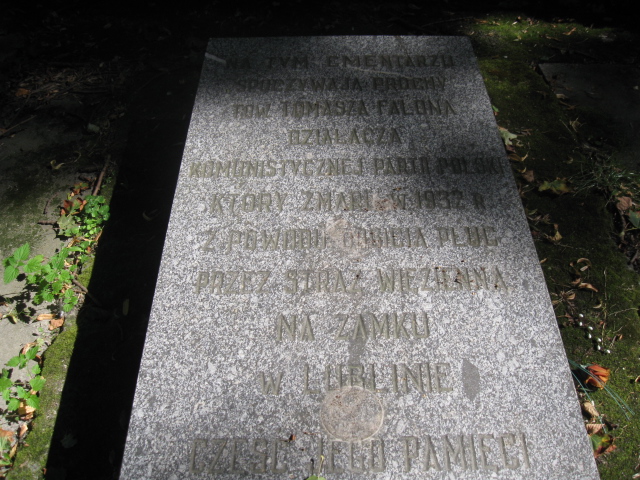 NA TYM CMENTARZU
SPOCZYWAJĄ PROCHY
TOW. TOMASZA FALONA
DZIAŁACZA
KOMUNISTYCZNEJ PARTII POLSKI
KTÓRY ZMARŁ W 1932 R.
Z POWODU ODBICIA PŁUC
PRZEZ STRAŻ WIĘZIENNĄ
NA ZAMKU
W LUBLINIE
CZEŚĆ JEGO PAMIĘCI